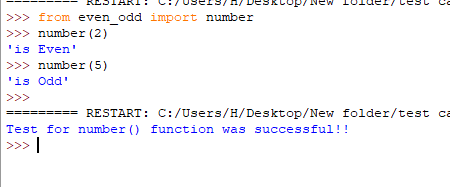 ========= RESTART: C:/Users/H/Desktop/New folder/test ca
>>> from even_odd import number
>>> number(2)
'is Even'
>>> number(5)
'is Odd'
>>>
========= RESTART: C:/Users/H/Desktop/New folder/test ca
Test for number() function was successful!!
>>>